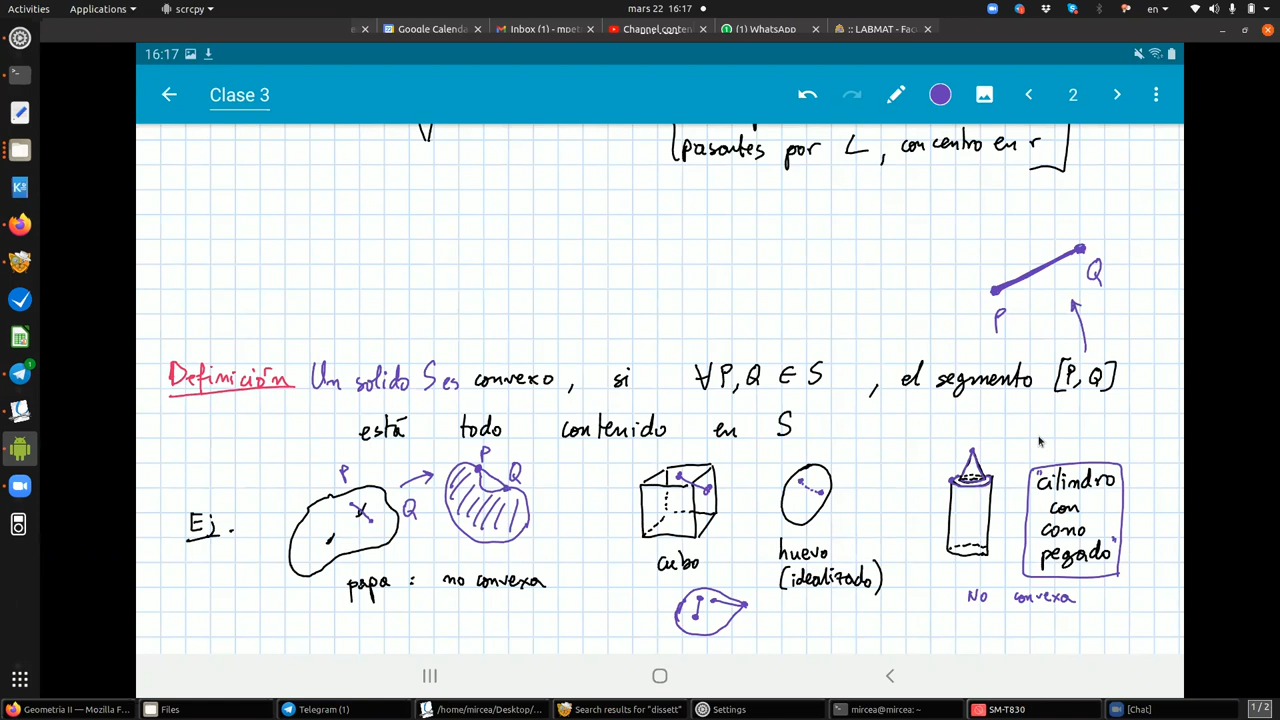 Activities Applications scrcpy mars 22 16:17 en
Google Calenda Inbox (1) - mpet Channel content (1) WhatsApp :: LABMAT - Fac
16:17
Clase 3 2
pasantes por L, con centro en r
Q
P
Definición Un solido S es convexo, si ∀P, Q ∈ S, el segmento [P, Q]
está todo contenido en S
P P Q Q
Ej.
papa : no convexa
cubo
huevo
(idealizado)
"cilindro
con
cono
pegado"
No convexa
Geometria II — Mozilla F... Files Telegram (1) /home/mircea/Desktop/... Search results for "dissett" Settings mircea@mircea: ~ SM-T830 [Chat] 1 / 2